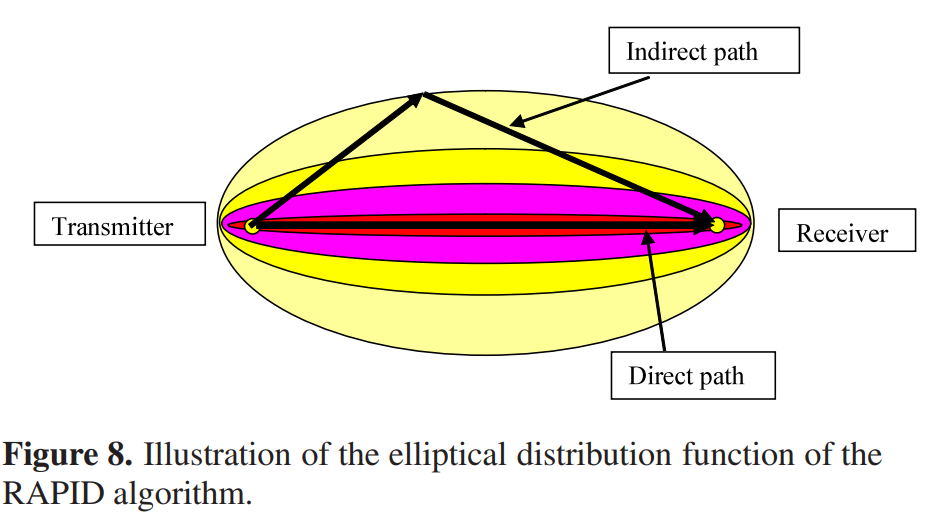 Indirect path
Transmitter
Receiver
Direct path
Figure 8. Illustration of the elliptical distribution function of the
RAPID algorithm.